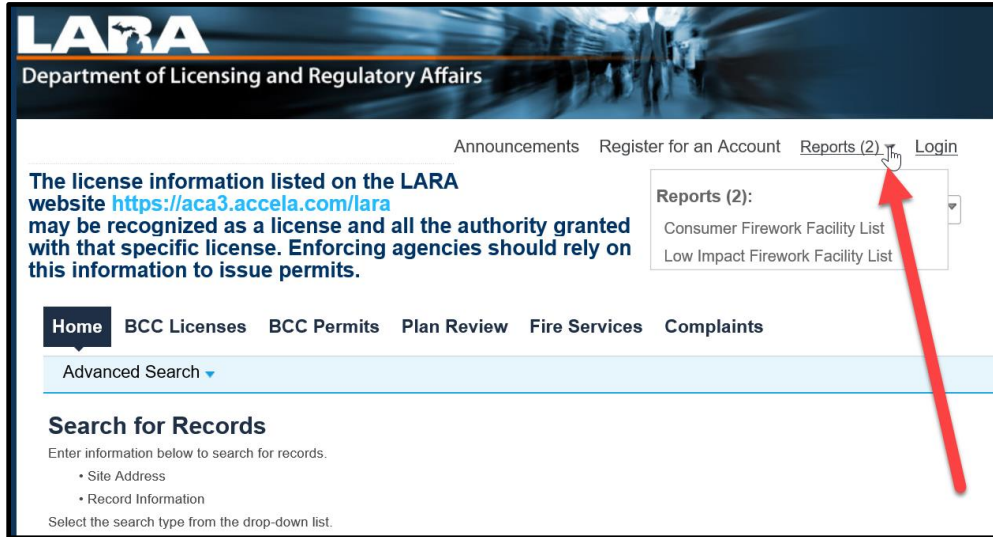 LARA
Department of Licensing and Regulatory Affairs
Announcements Register for an Account Reports (2) Login
The license information listed on the LARA
website https://aca3.accela.com/lara
may be recognized as a license and all the authority granted
with that specific license. Enforcing agencies should rely on
this information to issue permits.
Reports (2):
Consumer Firework Facility List
Low Impact Firework Facility List
Home BCC Licenses BCC Permits Plan Review Fire Services Complaints
Advanced Search
Search for Records
Enter information below to search for records.
• Site Address
• Record Information
Select the search type from the drop-down list.